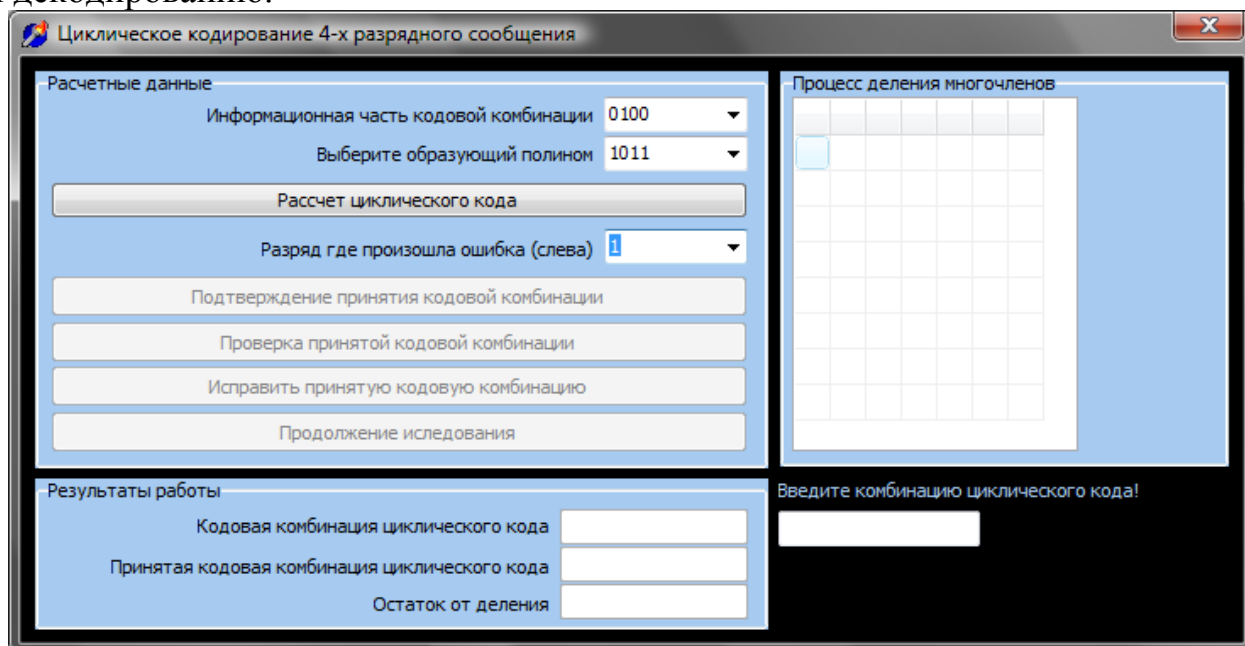 декодированию.
Циклическое кодирование 4-х разрядного сообщения
Расчетные данные
Информационная часть кодовой комбинации 0100
Выберите образующий полином 1011
Рассчет циклического кода
Разряд где произошла ошибка (слева) 1
Подтверждение принятия кодовой комбинации
Проверка принятой кодовой комбинации
Исправить принятую кодовую комбинацию
Продолжение иследования
Процесс деления многочленов
Результаты работы
Кодовая комбинация циклического кода
Принятая кодовая комбинация циклического кода
Остаток от деления
Введите комбинацию циклического кода!